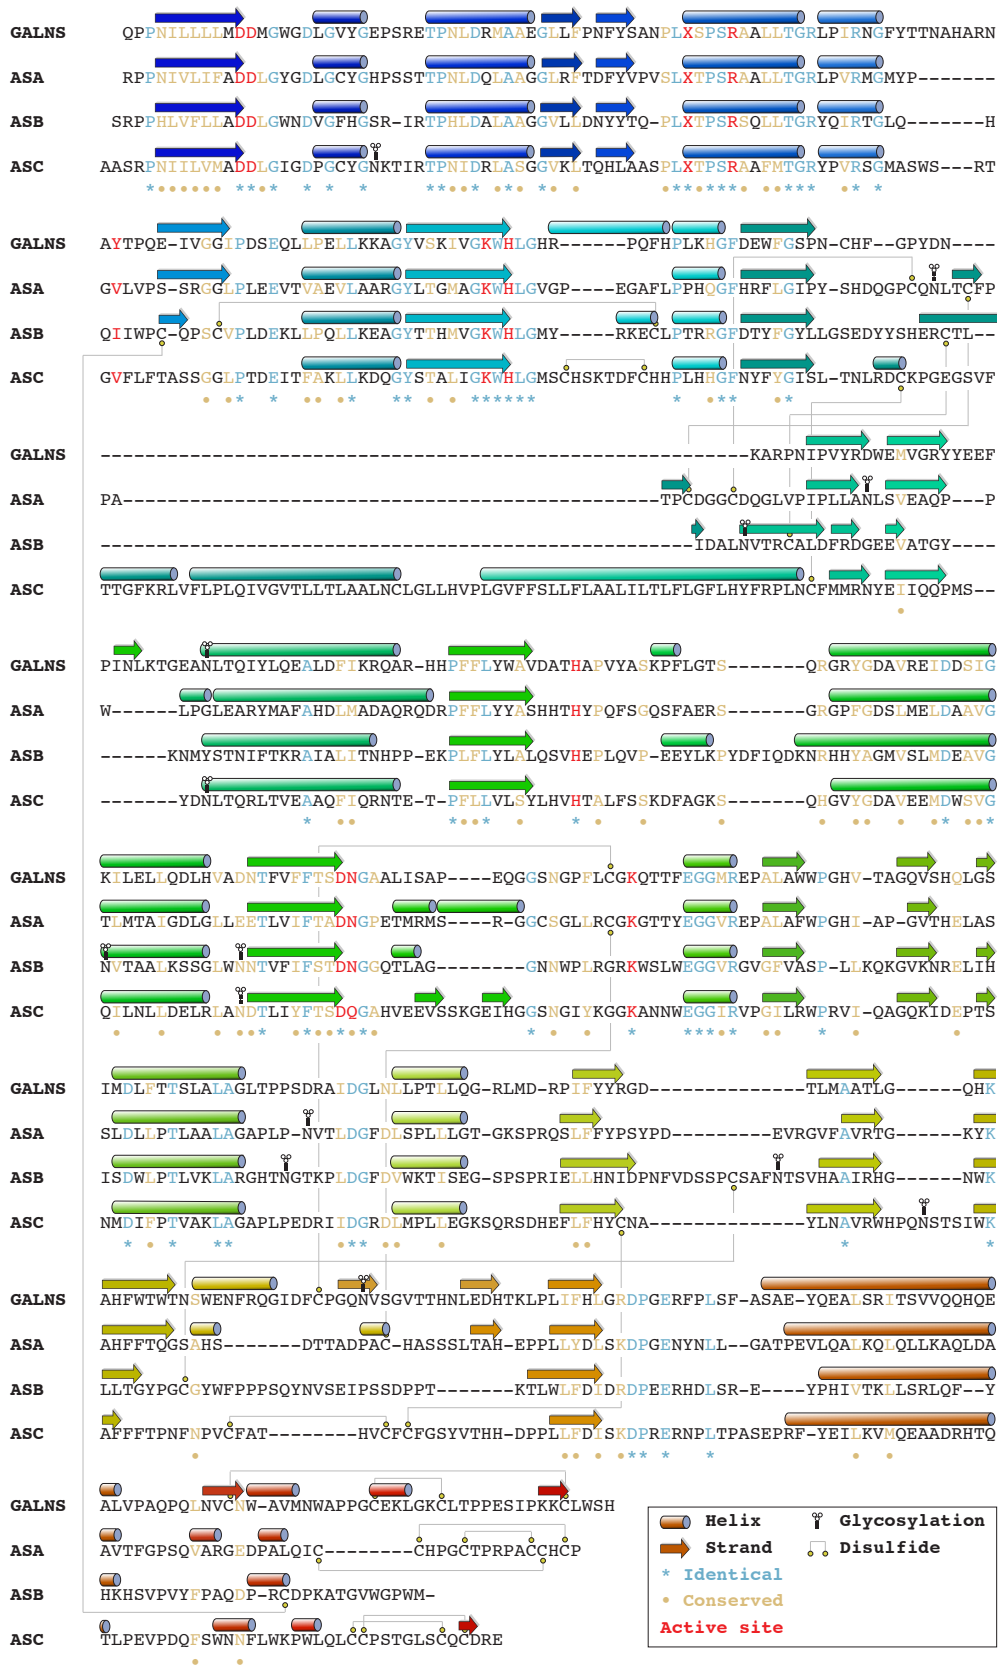 GALNS QPPNILLLLMDDMGWGDLGVYGEPSRETPNLDRMAAEGLLFPNFYSANPLXSPSRAALLTGRLPIRNGFYTTNAHARN
ASA RPPNIVLIFADDLGYGDLGCYGHPSSTTPNLDQLAAGGLRFTDFYVPVSLXTPSRAALLTGRLPVRMGMYP-------
ASB SRPPHLVFLLADDLGWNDVGFHGSR-IRTPHLDALAAGGVLLDNYYTQ-PLXTPSRSQLLTGRYQIRTGLQ------H
ASC AASRPNIILVMADDLGIGDPGCYGNKTIRTPNIDRLASGGVKLTQHLAASPLXTPSRAAFMTGRYPVRSGMASWS--RT
GALNS AYTPQE-IVGGIPDSEQLLPELLKKAGYVSKIVGKWHLGHR------PQFHPLKHGFDEWFGSPN-CHF--GPYDN---
ASA GVLVPS-SRGGLPLEEVTVAEVLAARGYLTGMAGKWHLGVGP----EGAFLPPHQGFHRFLGIPY-SHDQGPCQNLTCFP
ASB QIIWPC-QPSCVPLDEKLLPQLLKEAGYTTHMVGKWHLGMY-----RKECLPTRRGFDTYFGYLLGSEDYYSHERCTL--
ASC GVFLFTASSGGLPTDEITFAKLLKDQGYSTALIGKWHLGMSCHSKTDFCHHPLHHGFNYFYGISL-TNLRDCKPGEGSVF
GALNS ----------------------------------------------------------KARPNIPVYRDWEMVGRYYEEF
ASA PA------------------------------------------------TPCDGGCDQGLVPIPLLANLSVEAQP---P
ASB -----------------------------------------------------IDALNVTRCALDFRDGEEVATGY----
ASC TTGFKRLVFLPLQIVGVTLLTLAALNCLGLLHVPLGVFFSLLFLAALILTLFLGFLHYFRPLNCFMMRNYEIIQQPMS--
GALNS PINLKTGEANLTQIYLQEALDFIKRQAR-HHPFFLYWAVDATHAPVYASKPFLGTS-------QRGRYGDAVREIDDSIG
ASA W------LPGLEARYMAFAHDLMADAQRQDRPFFLYYASHHTHYPQFSGQSFAERS-------GRGPFGDSLMELDAAVG
ASB ------KNMYSTNIFTKRAIALITNHPP-EKPLFLYLALQSVHEPLQVP-EEYLKPYDFIQDKNRHHYAGMVSLMDEAVG
ASC -------YDNLTQRLTVEAAQFIQRNTE-T-PFLLVLSYLHVHTALFSSKDFAGKS-------QHGVYGDAVEEMDWSVG
GALNS KILELLQDLHVADNTFVFFTSDNGAALISAP-----EQGGSNGPFLCGKQTTFEGGMREPALAWWPGHV-TAGQVSHQLGS
ASA TLMTAIGDLGLLEETLVIFTADNGPETMRMS----R-GGCSGLLRCGKGTTYEGGVREPALAFWPGHI-AP-GVTHELAS
ASB NVTAALKSSGLWNNTVFIFSTDNGGQTLAG--------GNNWPLRGRKWSLWEGGVRGVGFVASP-LLKQKGVKNRELIH
ASC QILNLLDELRLANDTLIYFTSDQGAHVEEVSSKGEIHGGSNGIYKGGKANNWEGGIRVPGILRWPRVI-QAGQKIDEPTS
GALNS IMDLFTTSLALAGLTPPSDRAIDGLNLLPTLLQG-RLMD-RPIFYYRGD--------------TLMAATLG------QHK
ASA SLDLLPTLAALAGAPLP-NVTLDGFDLSPLLLGT-GKSPRQSLFFYPSYPD---------EVRGVFAVRTG------KYK
ASB ISDWLPTLVKLARGHTNGTKPLDGFDVWKTISEG-SPSPRIELLHNIDPNFVDSSPCSAFNTSVHAAIRHG------NWK
ASC NMDIFPTVAKLAGAPLPEDRIIDGRDLMPLLEGKSQRSDHEFLFHYCNA--------------YLNAVRWHPQNSTSIWK
GALNS AHFWTWTNSWENFRQGIDFCPGQNVSGVTTHNLEDHTKLPLIFHLGRDPGERFPLSF-ASAEY-QEALSRITSVVQQHQE
ASA AHFFTQGSAHS------DTTADPAC-HASSSLTAH-EPPLLYDLSKDPGENYNLL--GATPEVLQALKQLQLLKAQLDA
ASB LLTGYPGCGYWFPPPSQYNVSEIPSSDPPT------KTLWLFDIDRDPEERHDLSR-E----YPHIVTKLLSRLQF--Y
ASC AFFFTPNFNPVCFAT--------HVCFCFGSYVTHH-DPPLLFDISKDPRERNPLTPASEPRF-YEILKVMQEAADRHTQ
GALNS ALVPAQPQLNVCNW-AVMNWAPPGCEKLGKCLTPPESIPKKCLWSH
ASA AVTFGPSQVARGEDPALQIC--------CHPGCTPRPACCHCP
ASB HKHSVPVYFPAQDP-RCDPKATGVWGPWM-
ASC TLPEVPDQFSWNNFLWKPWLQLCCPSTGLSCQCDRE
Helix
Glycosylation
Strand
Disulfide
* Identical
• Conserved
Active site